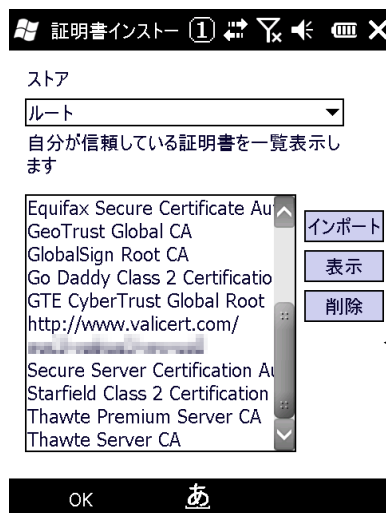 証明書インストー 1
ストア
ルート
自分が信頼している証明書を一覧表示し
ます
Equifax Secure Certificate Au
GeoTrust Global CA
GlobalSign Root CA
Go Daddy Class 2 Certificatio
GTE CyberTrust Global Root
http://www.valicert.com/
Secure Server Certification Au
Starfield Class 2 Certification
Thawte Premium Server CA
Thawte Server CA
インポート
表示
削除
OK あ